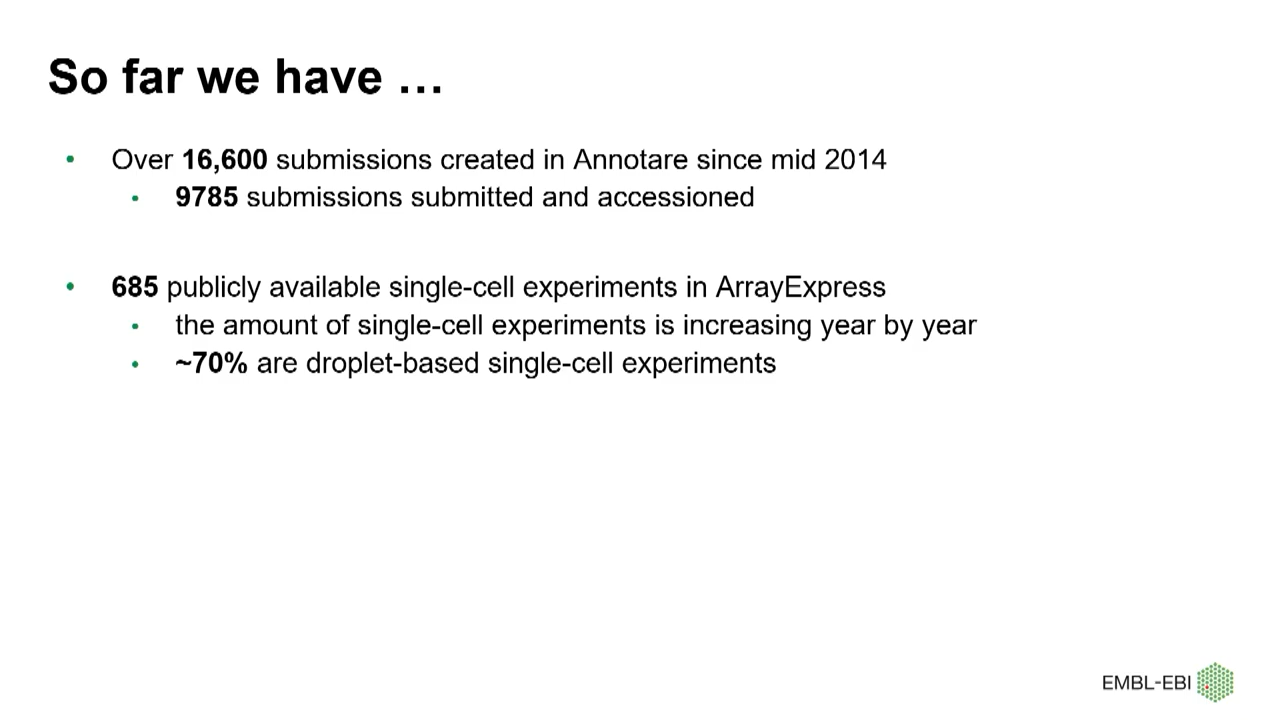 So far we have …
• Over 16,600 submissions created in Annotare since mid 2014
• 9785 submissions submitted and accessioned
• 685 publicly available single-cell experiments in ArrayExpress
• the amount of single-cell experiments is increasing year by year
• ~70% are droplet-based single-cell experiments
EMBL-EBI